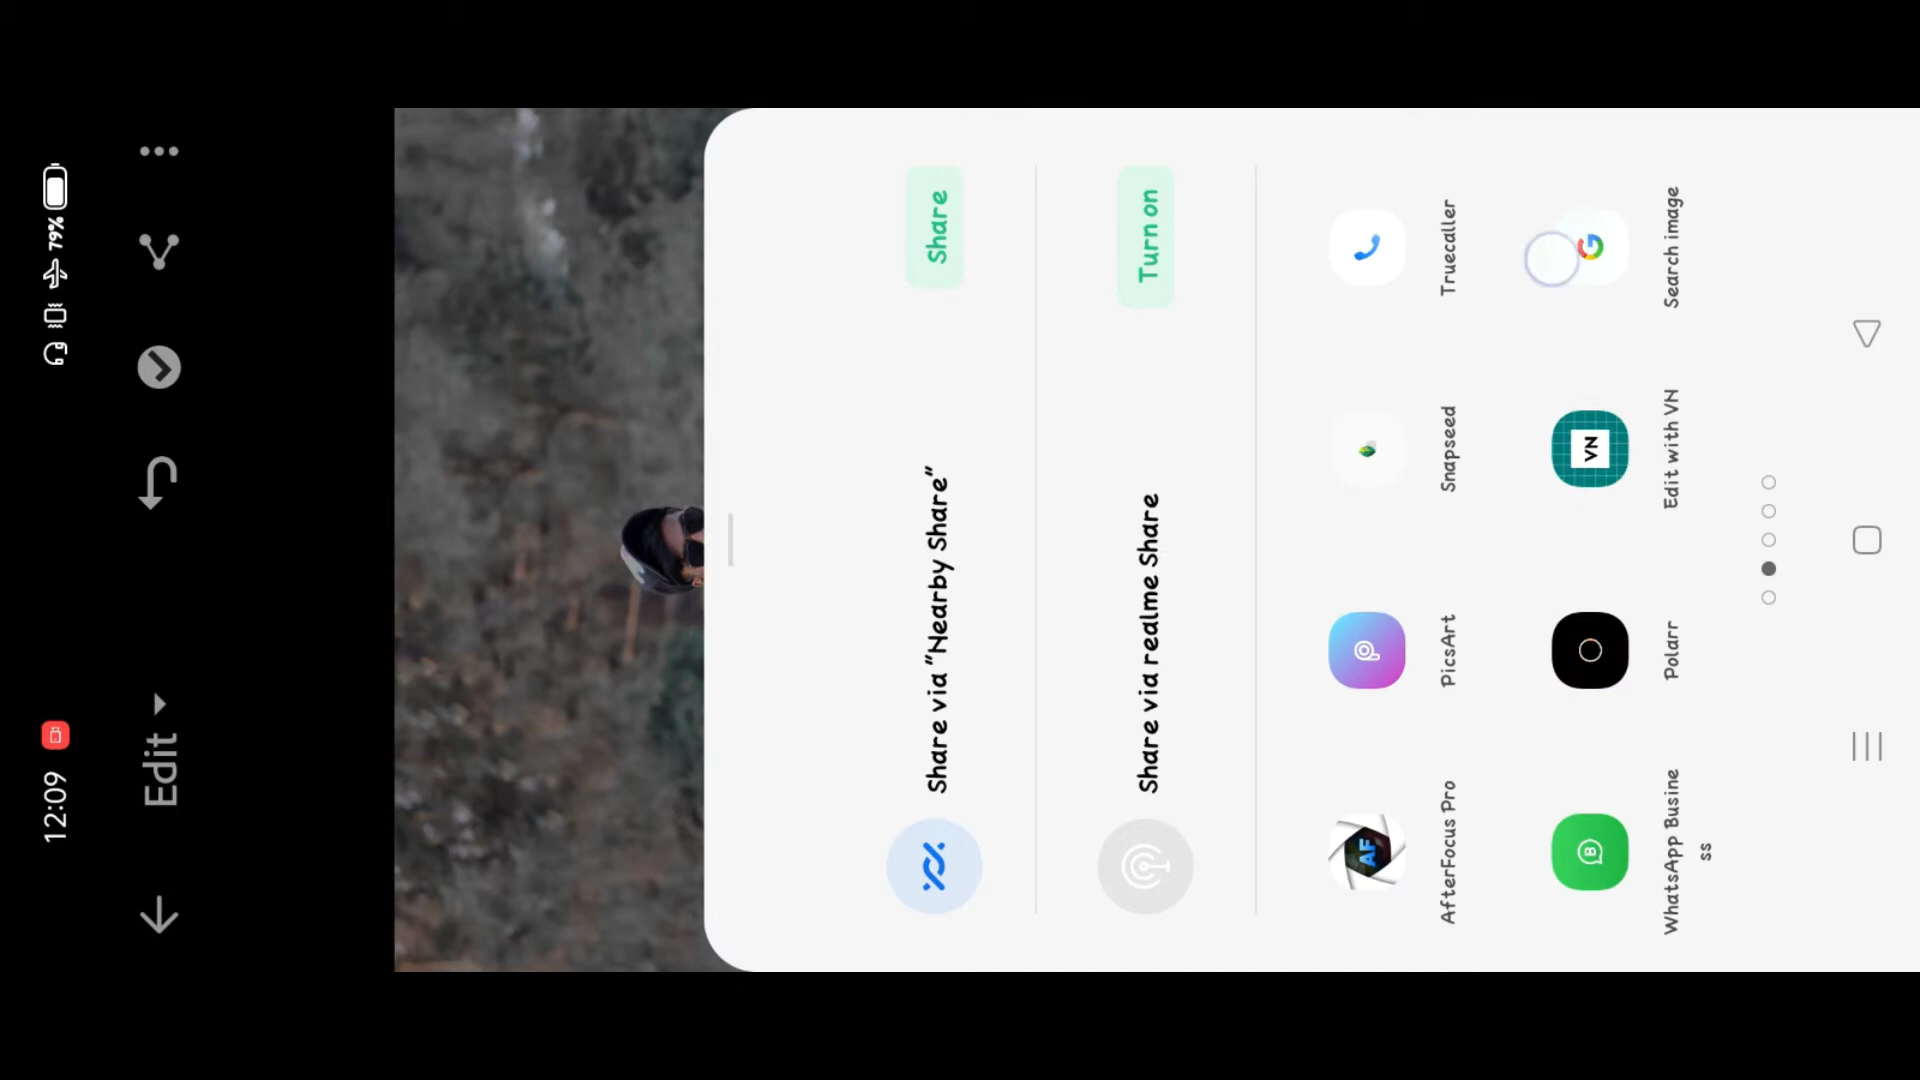 12:09
79%
Edit
Share via "Nearby Share"
Share
Share via realme Share
Turn on
AF
AfterFocus Pro
PicsArt
Snapseed
Truecaller
B
VN
G
WhatsApp Busine
ss
Polarr
Edit with VN
Search image